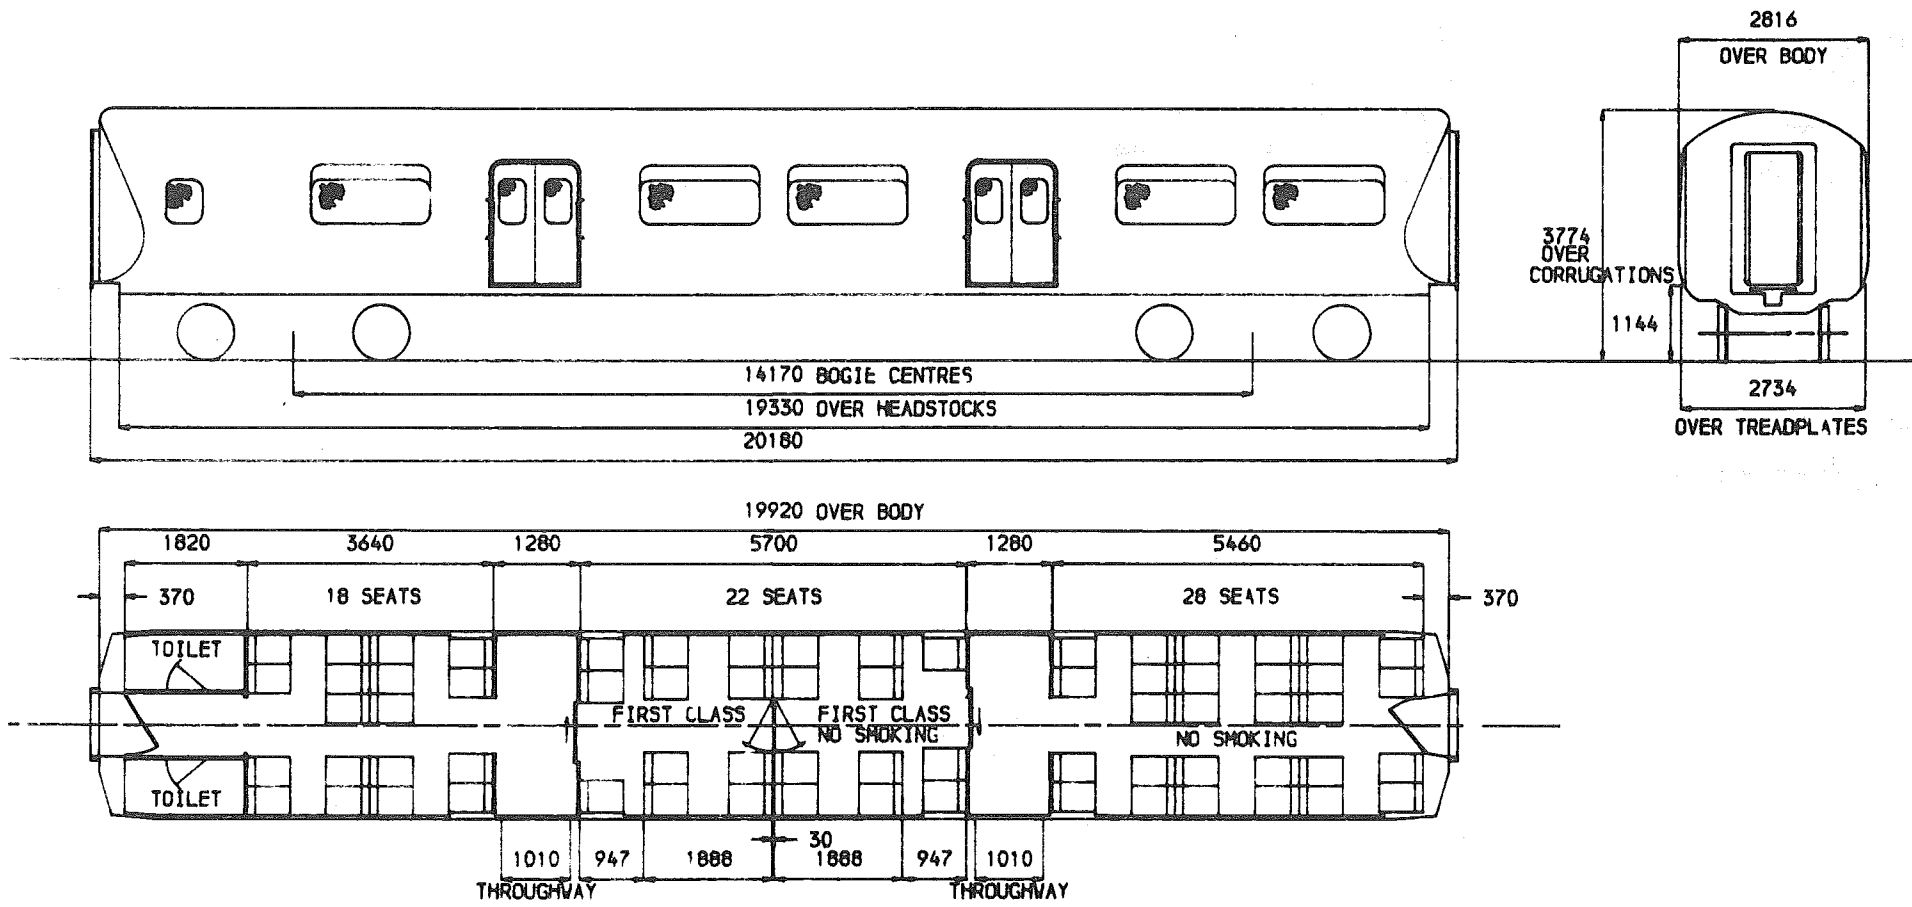 2816
OVER BODY
3774
OVER
CORRUGATIONS
1144
14170 BOGIE CENTRES
19330 OVER HEADSTOCKS
20180
2734
OVER TREADPLATES
19920 OVER BODY
1820 3640 1280 5700 1280 5460
370 18 SEATS 22 SEATS 28 SEATS 370
TOILET
FIRST CLASS FIRST CLASS
NO SMOKING NO SMOKING
TOILET
30
1010 947 1888 1888 947 1010
THROUGHWAY THROUGHWAY